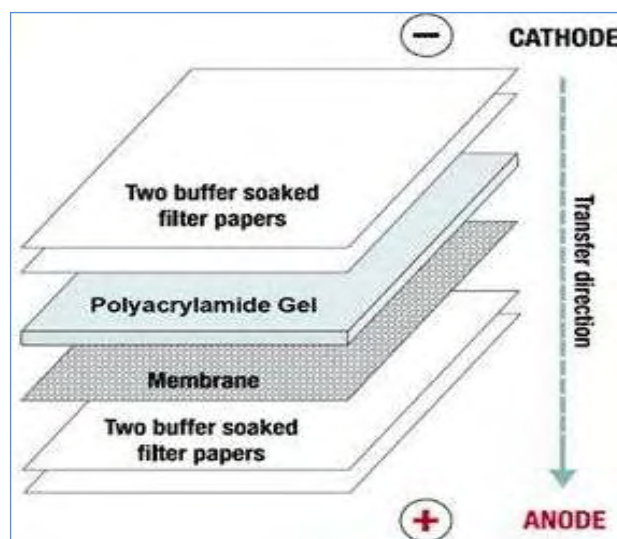 − CATHODE
Two buffer soaked
filter papers
Transfer direction
Polyacrylamide Gel
Membrane
Two buffer soaked
filter papers
+ ANODE